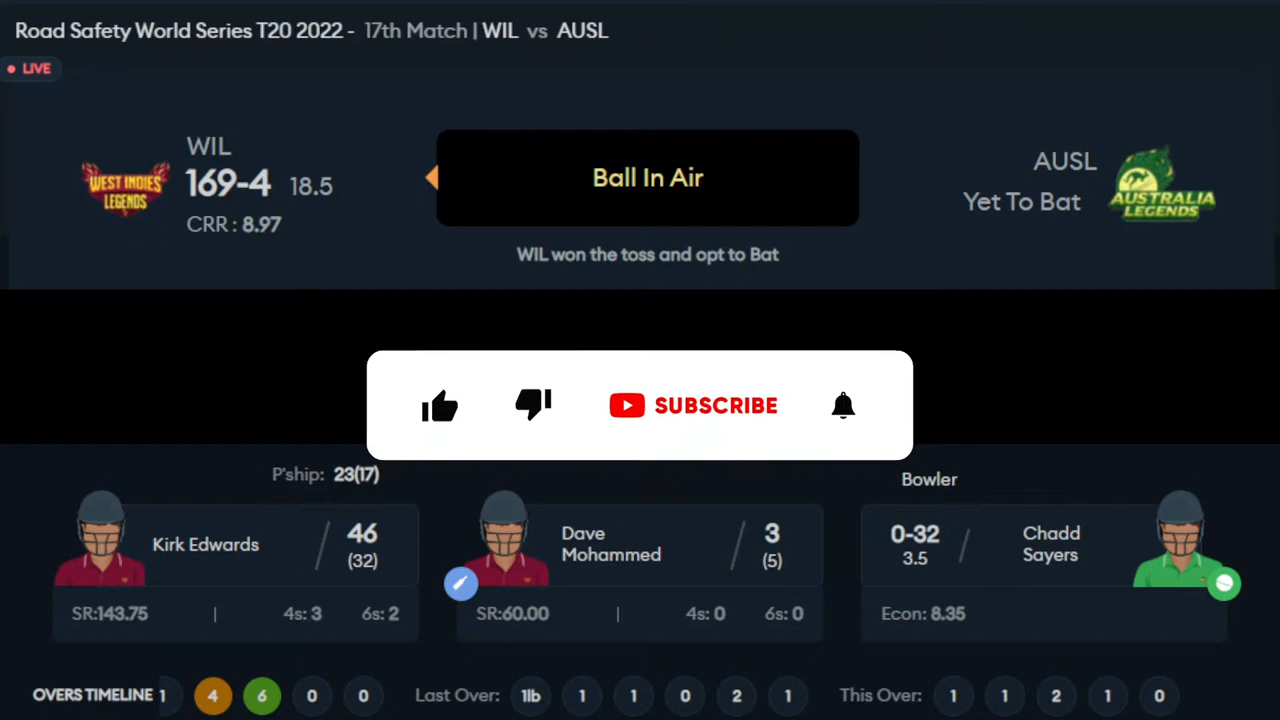 Road Safety World Series T20 2022 - 17th Match | WIL vs AUSL
LIVE
WIL
169-4 18.5
CRR : 8.97
WEST INDIES
LEGENDS
Ball In Air
WIL won the toss and opt to Bat
AUSL
Yet To Bat
AUSTRALIA
LEGENDS
SUBSCRIBE
P'ship: 23(17)
Kirk Edwards
46
(32)
SR:143.75 | 4s: 3 6s: 2
Dave
Mohammed
3
(5)
SR:60.00 | 4s: 0 6s: 0
Bowler
0-32
3.5
Chadd
Sayers
Econ: 8.35
OVERS TIMELINE 1 4 6 0 0 Last Over: 1lb 1 1 0 2 1 This Over: 1 1 2 1 0